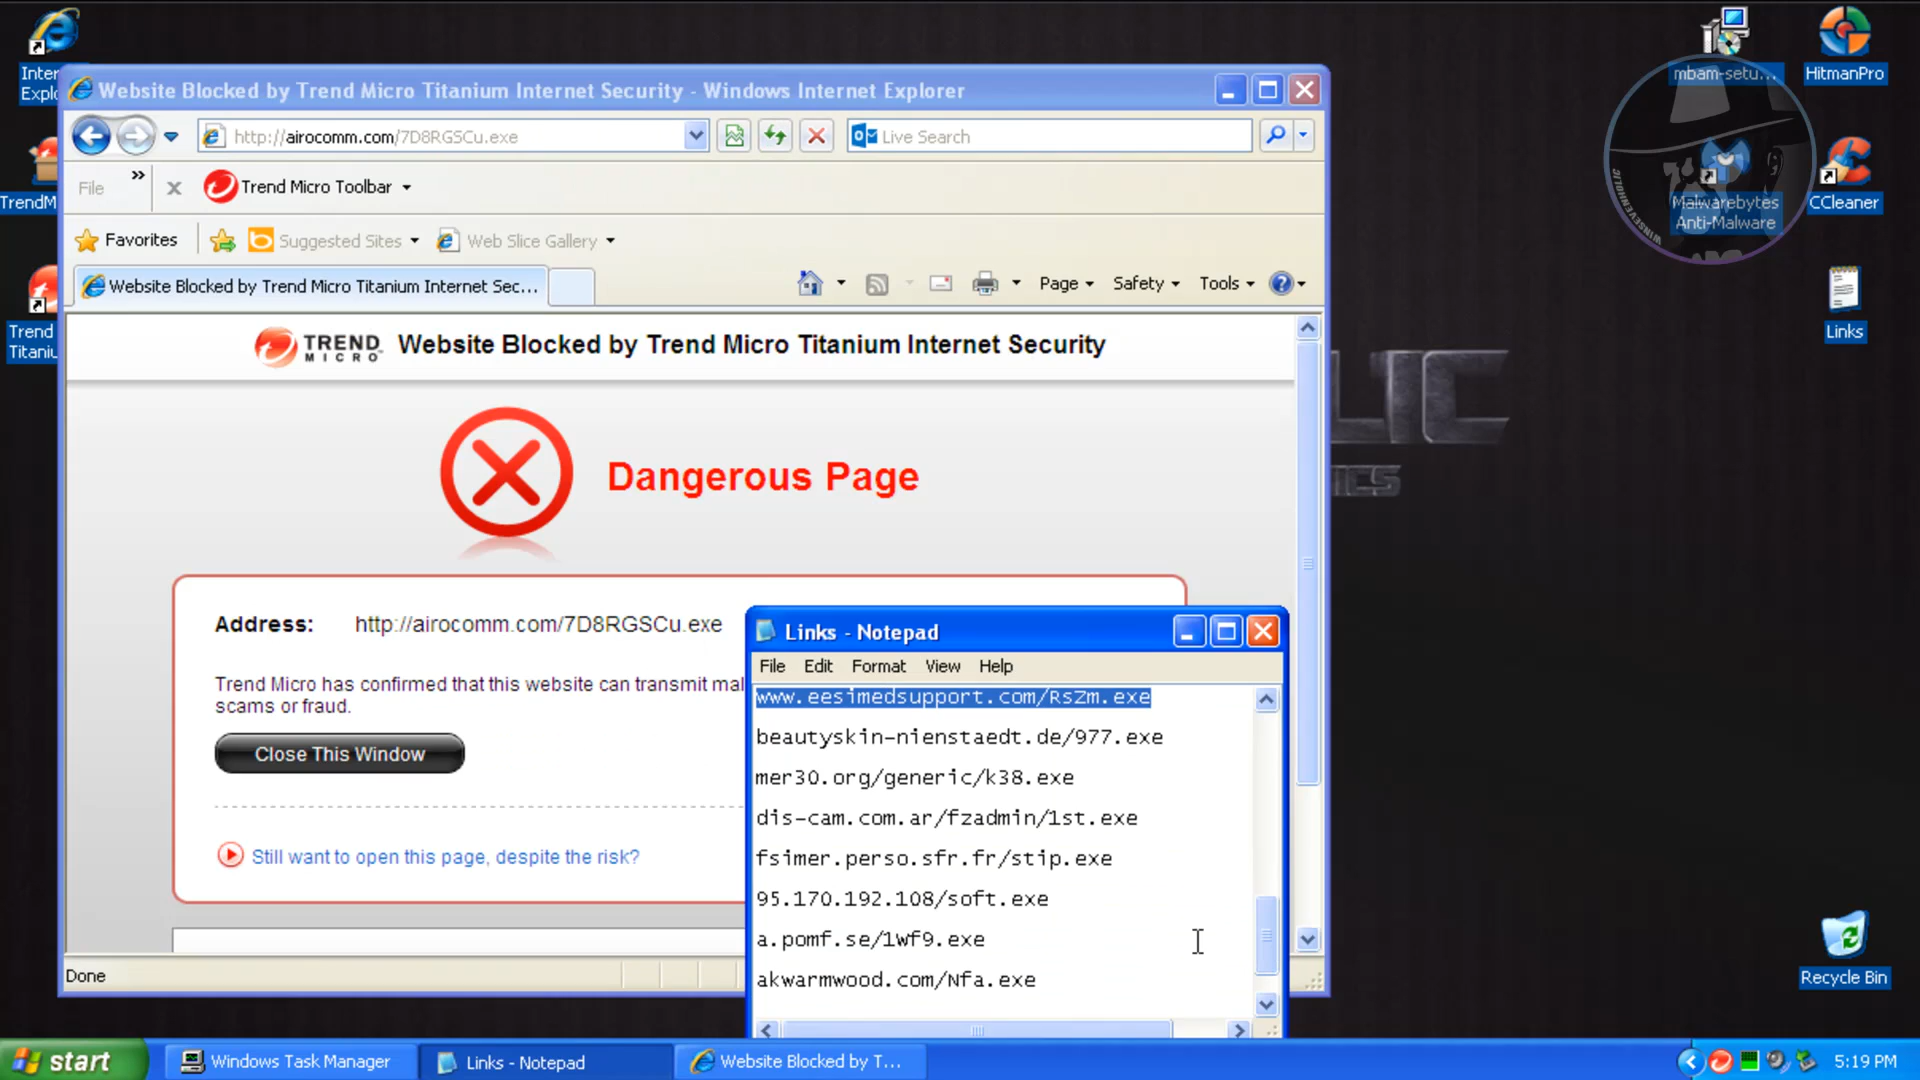 Inter
Explo
TrendM
Trend
Titaniu
Website Blocked by Trend Micro Titanium Internet Security - Windows Internet Explorer
http://airocomm.com/7D8RGSCu.exe
Live Search
File
Trend Micro Toolbar
Favorites
Suggested Sites
Web Slice Gallery
Website Blocked by Trend Micro Titanium Internet Sec...
Page
Safety
Tools
TREND
MICRO
Website Blocked by Trend Micro Titanium Internet Security
Dangerous Page
Address: http://airocomm.com/7D8RGSCu.exe
Trend Micro has confirmed that this website can transmit mal
scams or fraud.
Close This Window
Still want to open this page, despite the risk?
Done
Links - Notepad
File Edit Format View Help
www.eesimedsupport.com/RsZm.exe
beautyskin-nienstaedt.de/977.exe
mer30.org/generic/k38.exe
dis-cam.com.ar/fzadmin/1st.exe
fsimer.perso.sfr.fr/stip.exe
95.170.192.108/soft.exe
a.pomf.se/1wf9.exe
akwarmwood.com/Nfa.exe
mbam-setu...
HitmanPro
WINSEVENHOLIC
Malwarebytes
Anti-Malware
CCleaner
Links
Recycle Bin
start
Windows Task Manager
Links - Notepad
Website Blocked by T...
5:19 PM